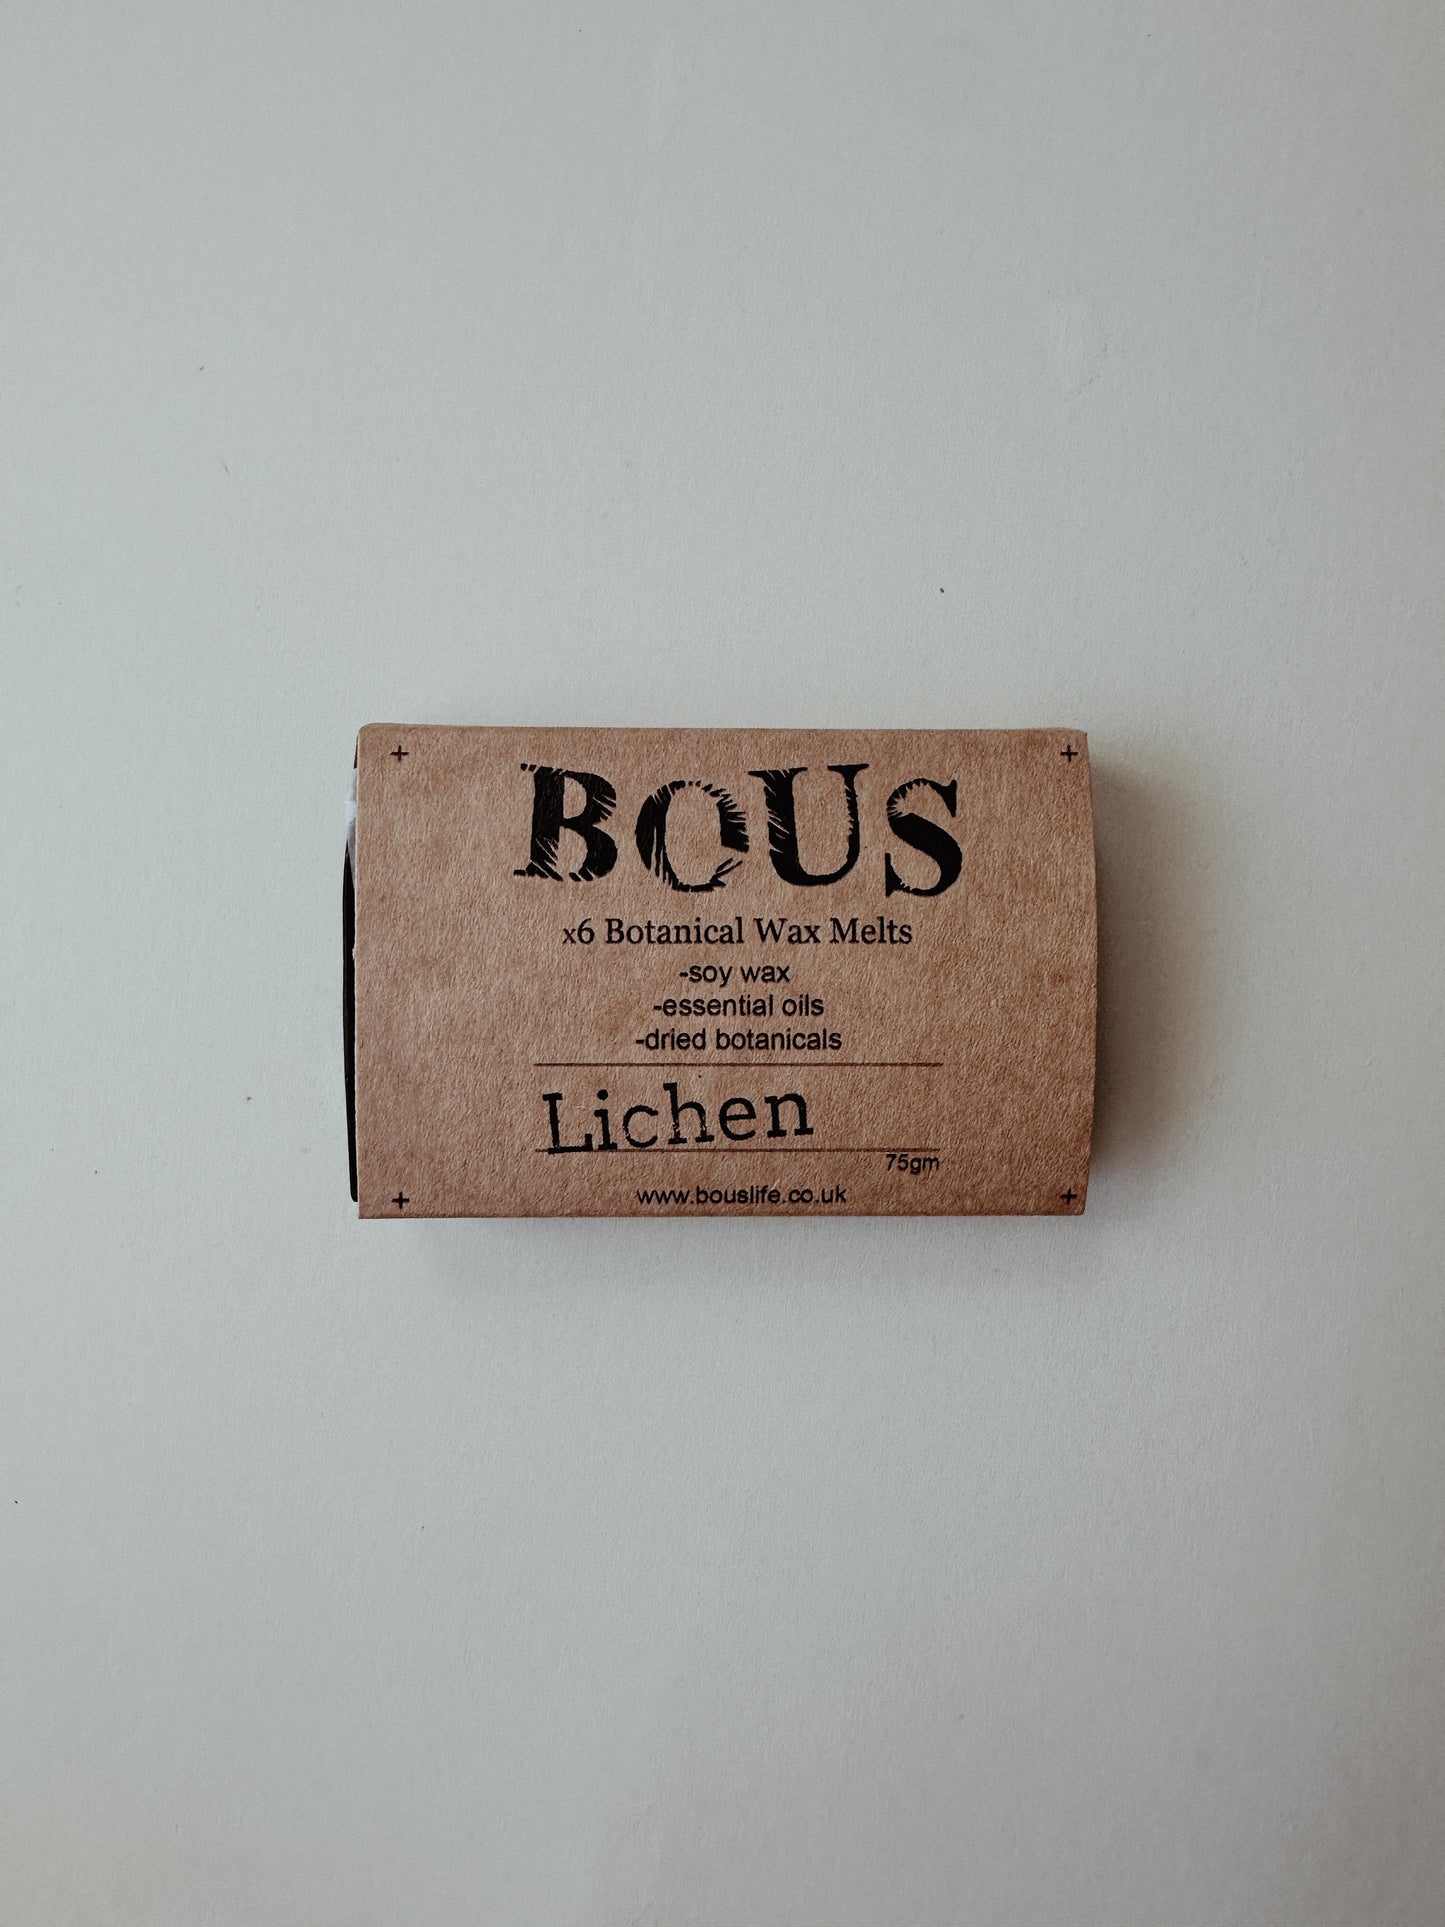 BOUS
x6 Botanical Wax Melts
-soy wax
-essential oils
-dried botanicals
Lichen
75gm
www.bouslife.co.uk